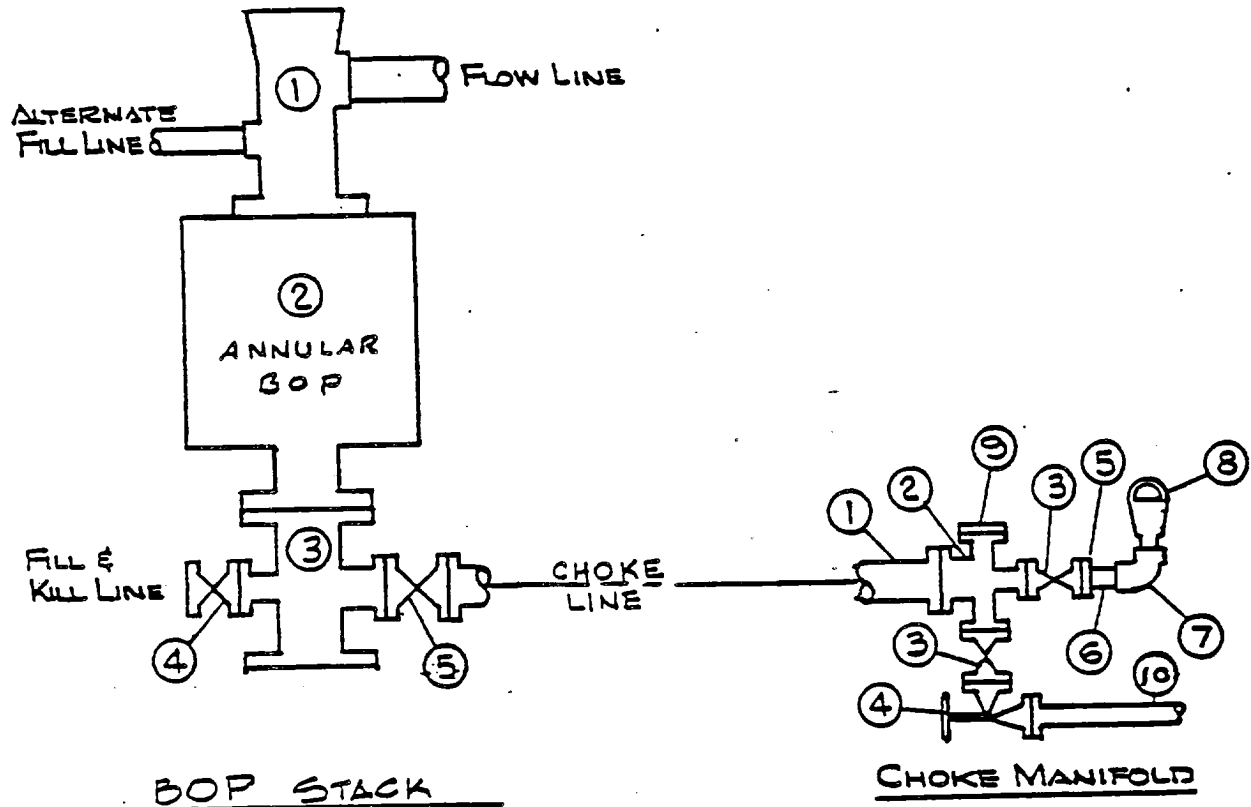 ①
FLOW LINE
ALTERNATE
FILL LINE
②
ANNULAR
BOP
③
FILL &
KILL LINE
④
⑤
CHOKE
LINE
①
②
⑨
③
⑤
⑧
③
⑥
⑦
④
10
BOP STACK
CHOKE MANIFOLD